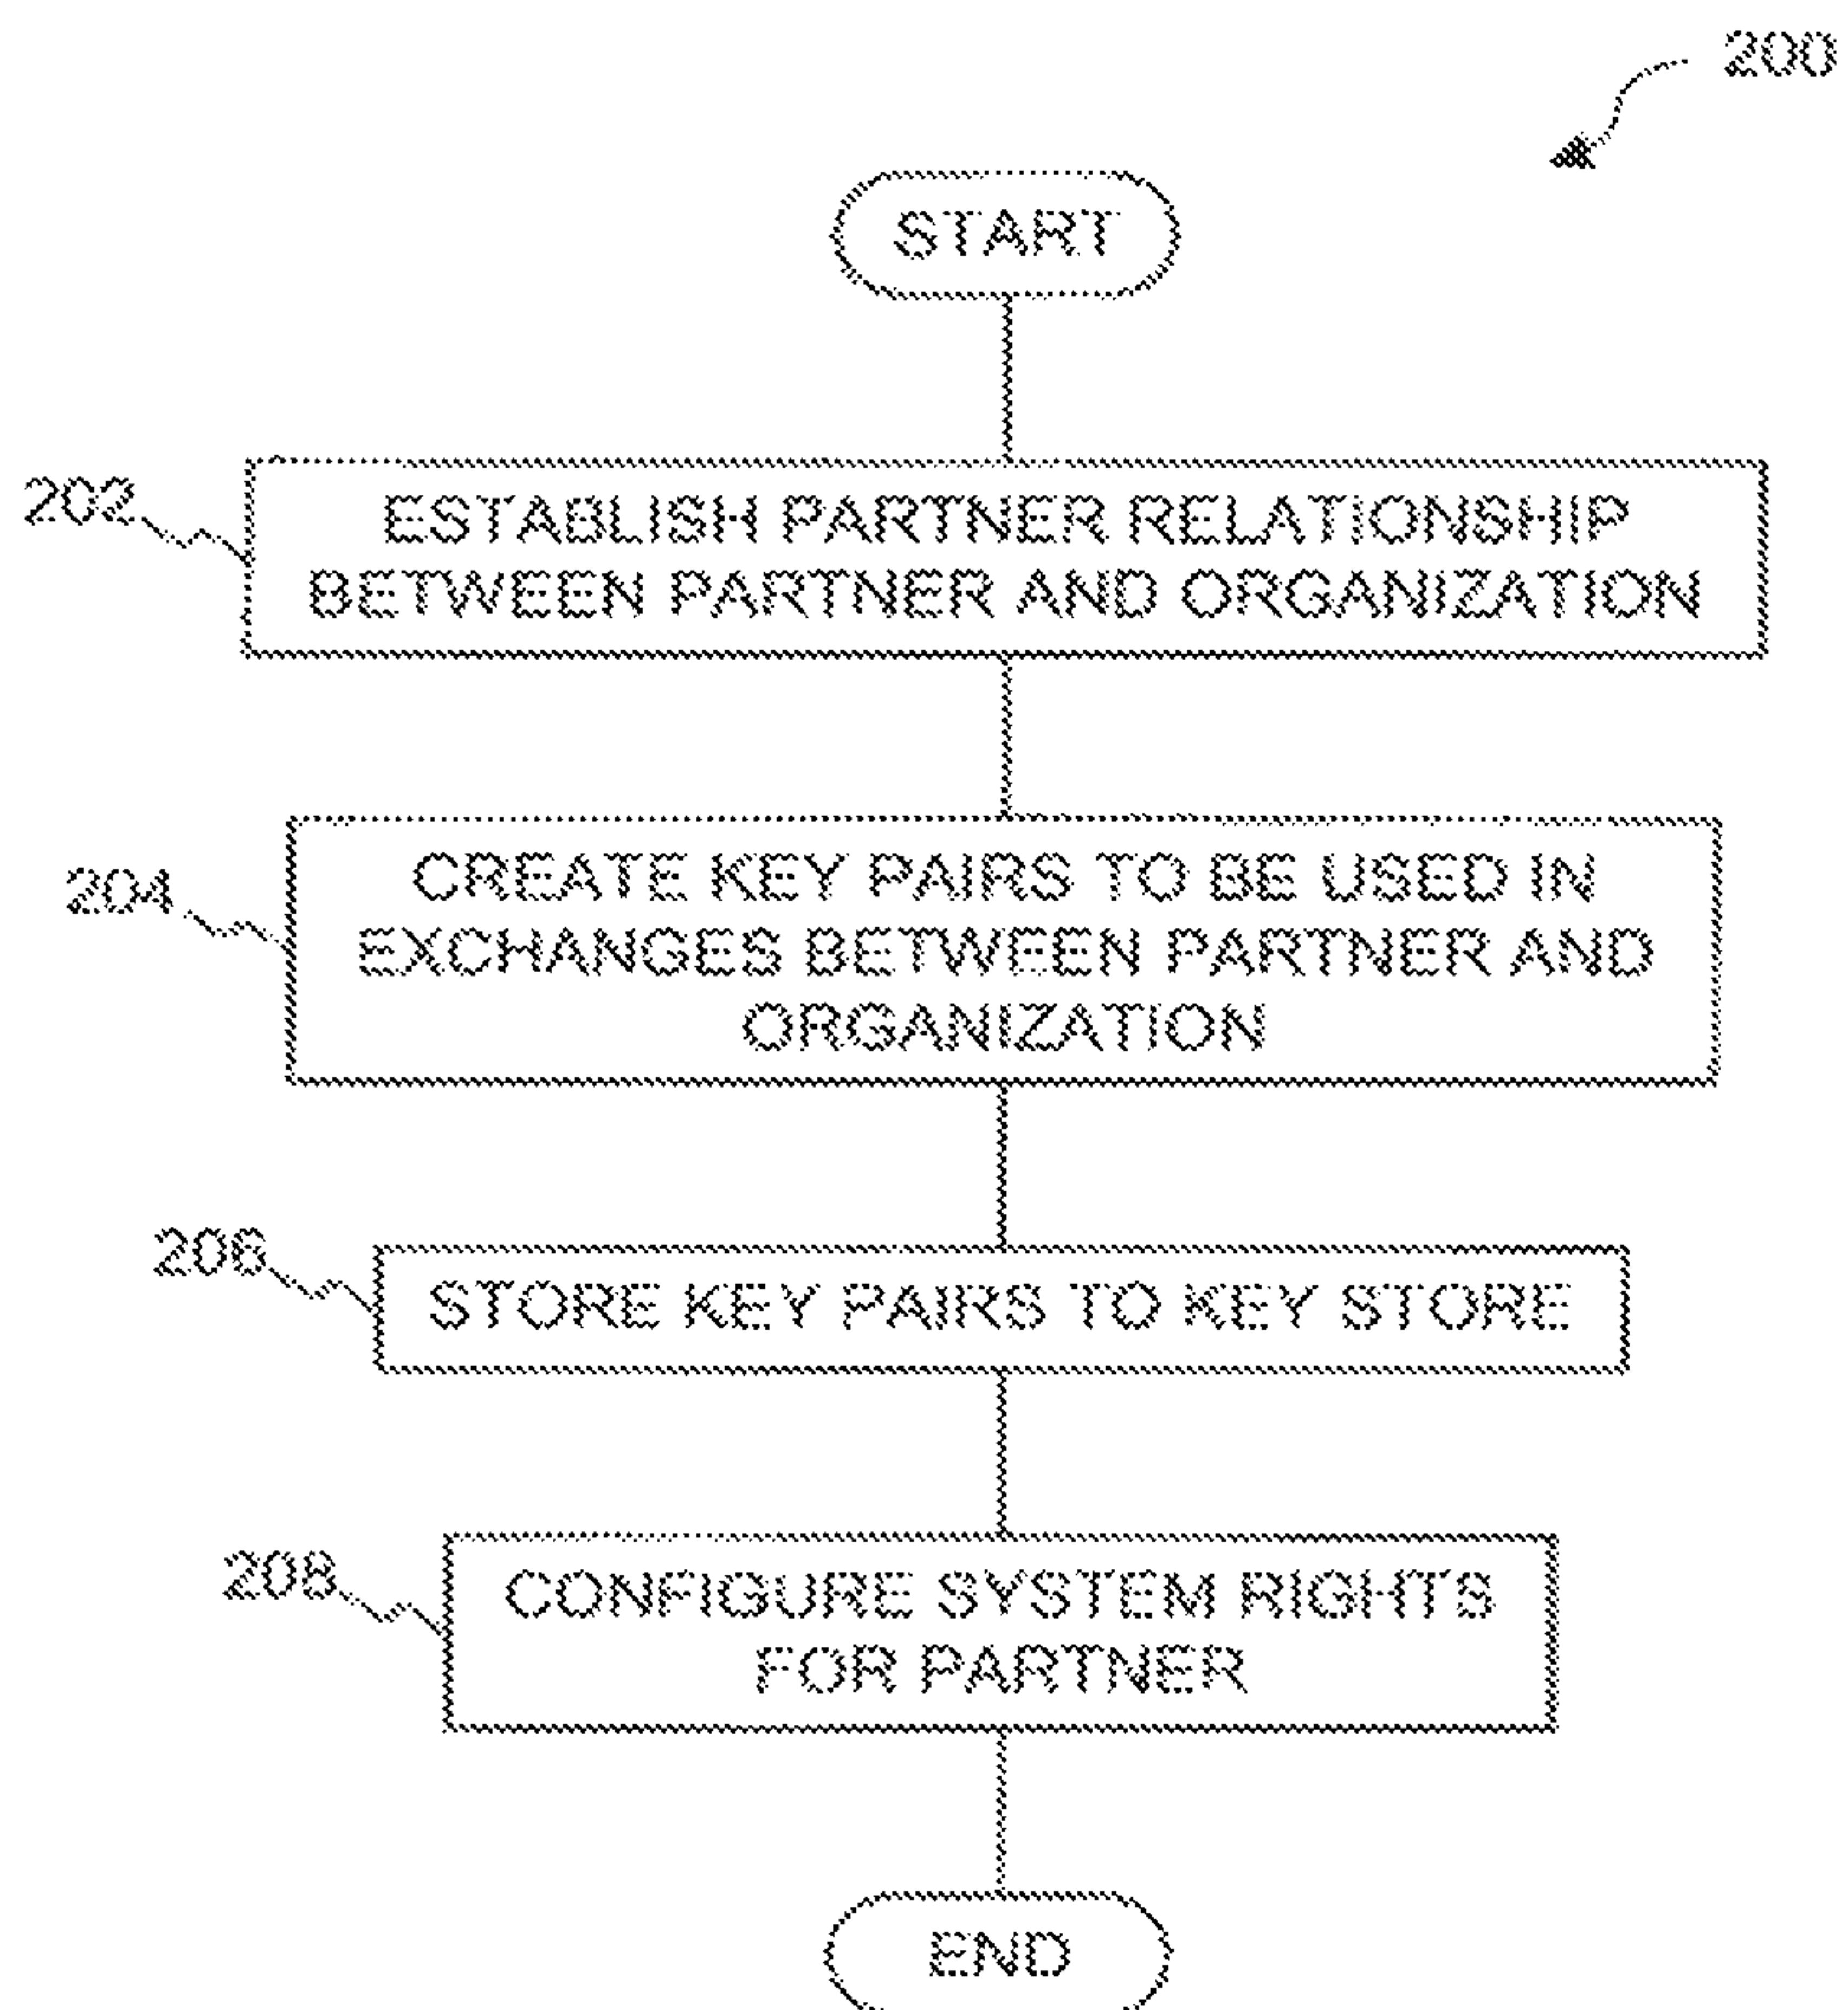 200
START
202
ESTABLISH PARTNER RELATIONSHIP
BETWEEN PARTNER AND ORGANIZATION
204
CREATE KEY PAIRS TO BE USED IN
EXCHANGES BETWEEN PARTNER AND
ORGANIZATION
206
STORE KEY PAIRS TO KEY STORE
208
CONFIGURE SYSTEM RIGHTS
FOR PARTNER
END